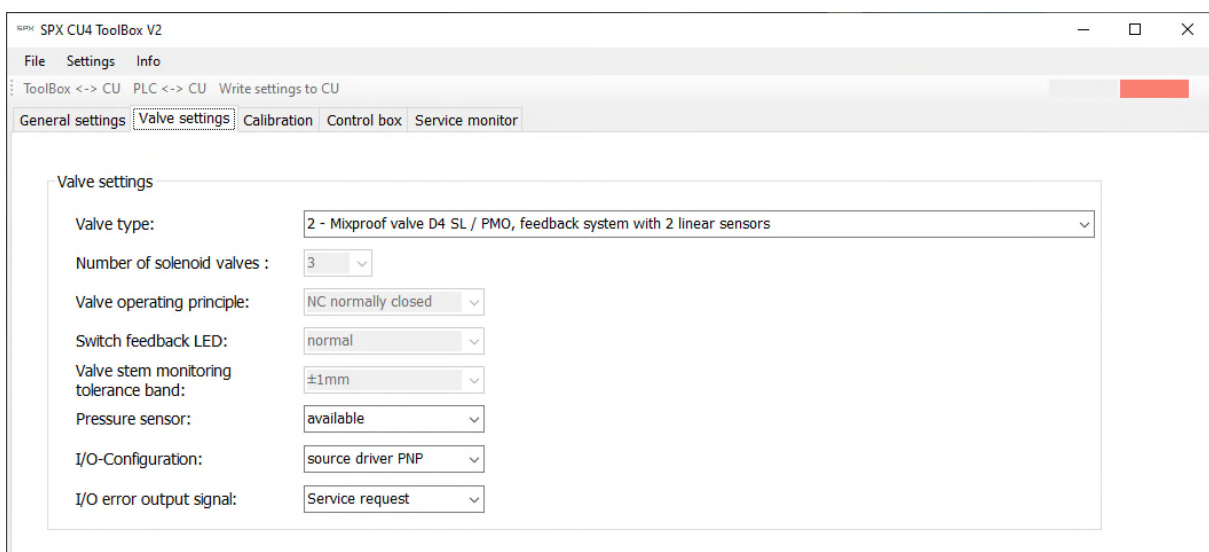 SPX SPX CU4 ToolBox V2
File Settings Info
ToolBox <-> CU PLC <-> CU Write settings to CU
General settings Valve settings Calibration Control box Service monitor
Valve settings
Valve type: 2 - Mixproof valve D4 SL / PMO, feedback system with 2 linear sensors
Number of solenoid valves : 3
Valve operating principle: NC normally closed
Switch feedback LED: normal
Valve stem monitoring
tolerance band: ±1mm
Pressure sensor: available
I/O-Configuration: source driver PNP
I/O error output signal: Service request